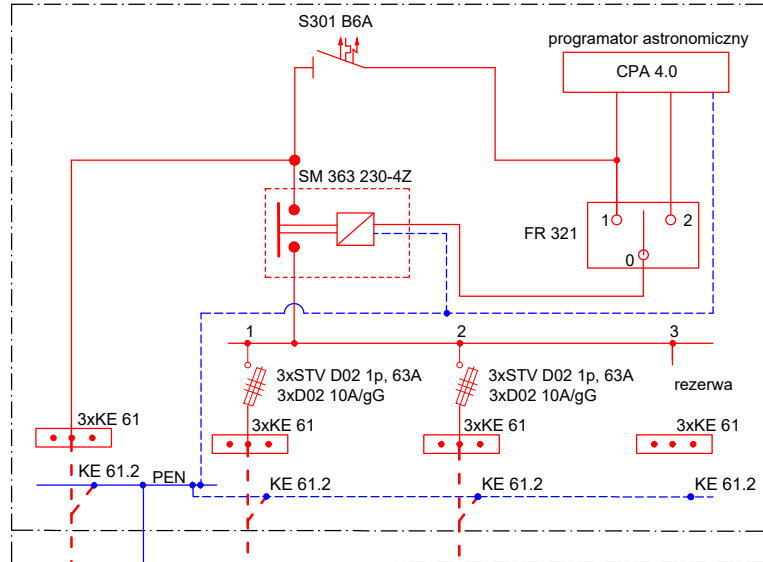 S301 B6A
programator astronomiczny
CPA 4.0
SM 363 230-4Z
1
2
FR 321
0
1
2
3
3xSTV D02 1p, 63A
3xD02 10A/gG
3xSTV D02 1p, 63A
3xD02 10A/gG
rezerwa
3xKE 61
3xKE 61
3xKE 61
3xKE 61
KE 61.2
PEN
KE 61.2
KE 61.2
KE 61.2